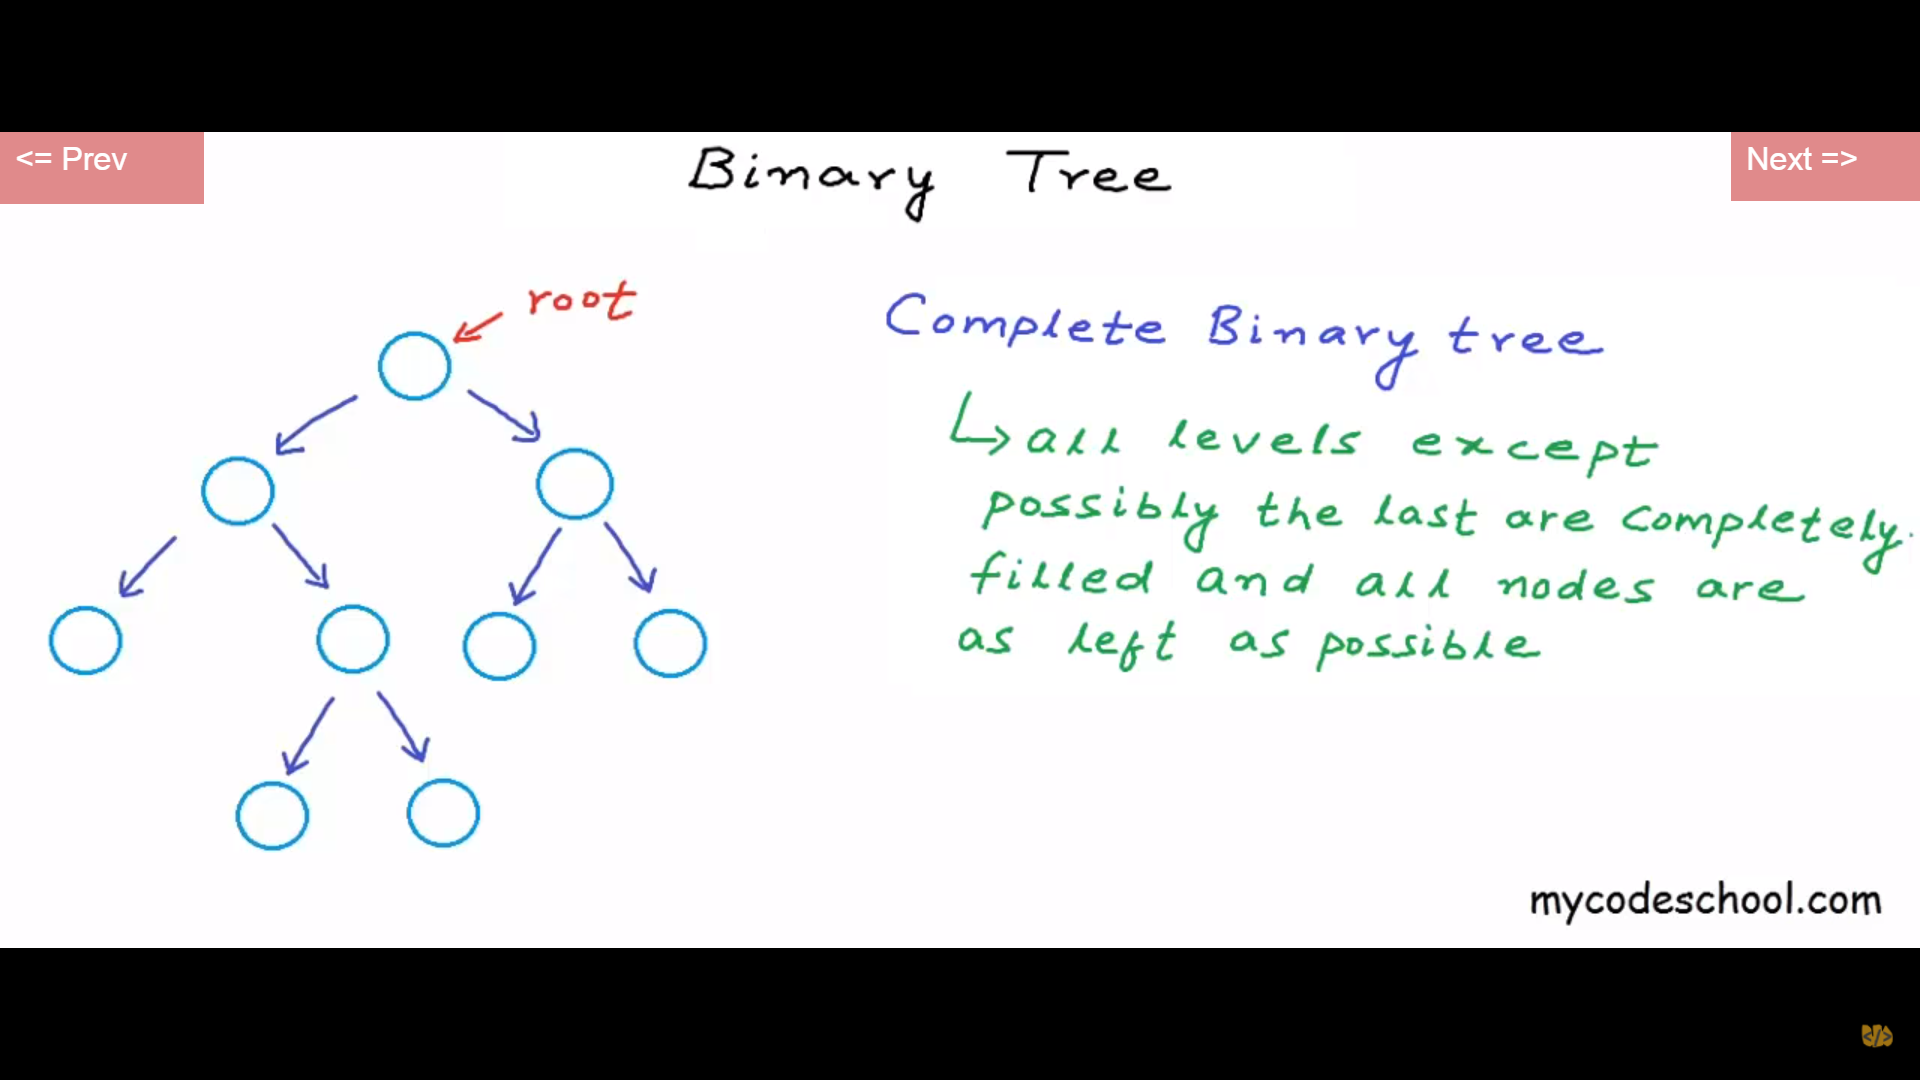 <= Prev
Binary Tree
Next =>
root
Complete Binary tree
all levels except
possibly the last are completely
filled and all nodes are
as left as possible
mycodeschool.com